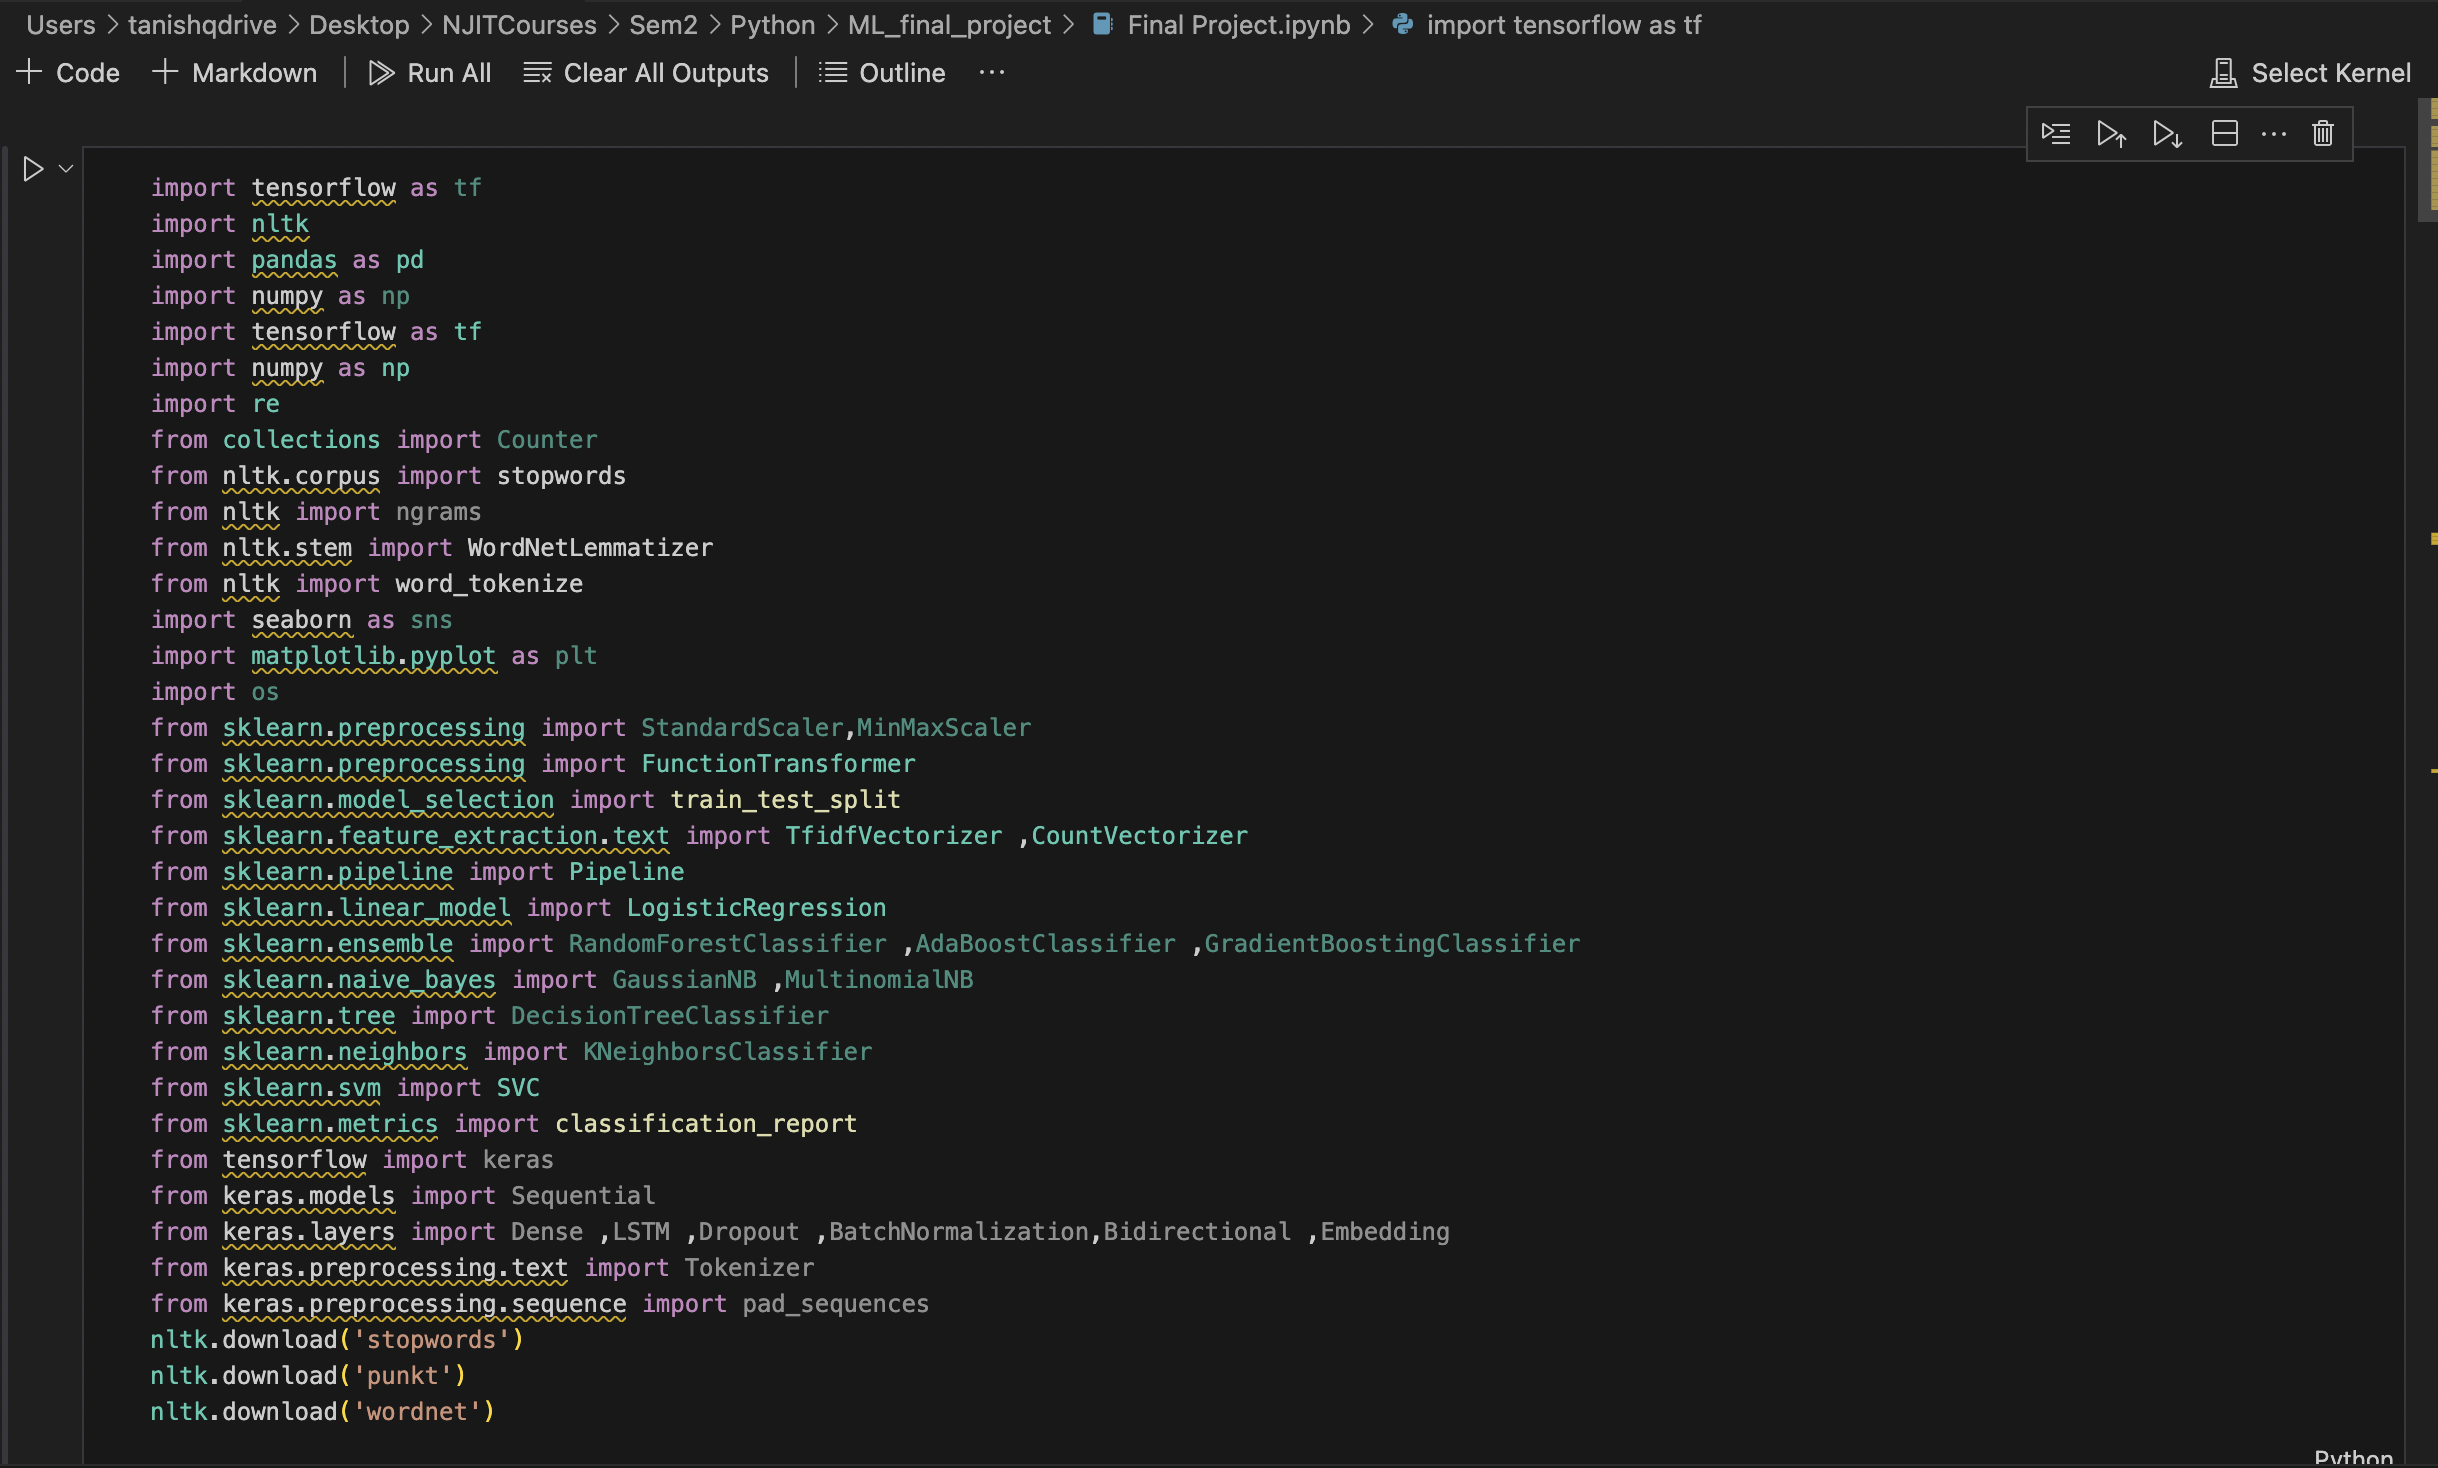 Users > tanishqdrive > Desktop > NJITCourses > Sem2 > Python > ML_final_project > Final Project.ipynb > import tensorflow as tf
+ Code + Markdown | Run All Clear All Outputs | Outline ··· Select Kernel
import tensorflow as tf
import nltk
import pandas as pd
import numpy as np
import tensorflow as tf
import numpy as np
import re
from collections import Counter
from nltk.corpus import stopwords
from nltk import ngrams
from nltk.stem import WordNetLemmatizer
from nltk import word_tokenize
import seaborn as sns
import matplotlib.pyplot as plt
import os
from sklearn.preprocessing import StandardScaler,MinMaxScaler
from sklearn.preprocessing import FunctionTransformer
from sklearn.model_selection import train_test_split
from sklearn.feature_extraction.text import TfidfVectorizer ,CountVectorizer
from sklearn.pipeline import Pipeline
from sklearn.linear_model import LogisticRegression
from sklearn.ensemble import RandomForestClassifier ,AdaBoostClassifier ,GradientBoostingClassifier
from sklearn.naive_bayes import GaussianNB ,MultinomialNB
from sklearn.tree import DecisionTreeClassifier
from sklearn.neighbors import KNeighborsClassifier
from sklearn.svm import SVC
from sklearn.metrics import classification_report
from tensorflow import keras
from keras.models import Sequential
from keras.layers import Dense ,LSTM ,Dropout ,BatchNormalization,Bidirectional ,Embedding
from keras.preprocessing.text import Tokenizer
from keras.preprocessing.sequence import pad_sequences
nltk.download('stopwords')
nltk.download('punkt')
nltk.download('wordnet')
Python